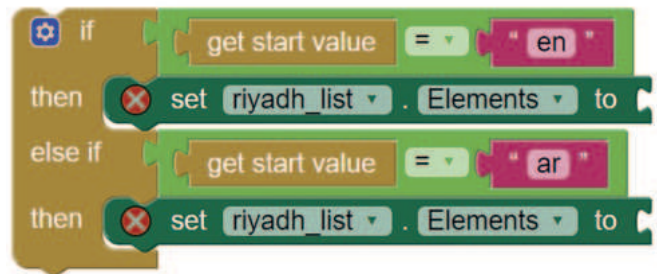 if get start value = " en "
then set riyadh_list . Elements to
else if get start value = " ar "
then set riyadh_list . Elements to